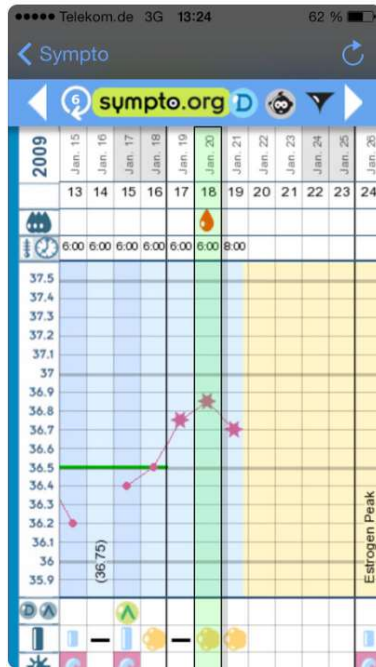 Telekom.de 3G 13:24 62 %
Sympto
6 sympto.org D
2009 Jan. 15 Jan. 16 Jan. 17 Jan. 18 Jan. 19 Jan. 20 Jan. 21 Jan. 22 Jan. 23 Jan. 24 Jan. 25 Jan. 26
13 14 15 16 17 18 19 20 21 22 23 24
6:00 6:00 6:00 6:00 6:00 6:00 8:00
37.5
37.4
37.3
37.2
37.1
37
36.9
36.8
36.7
36.6
36.5
36.4
36.3
36.2
36.1
36
35.9
(36.75)
Estrogen Peak
D